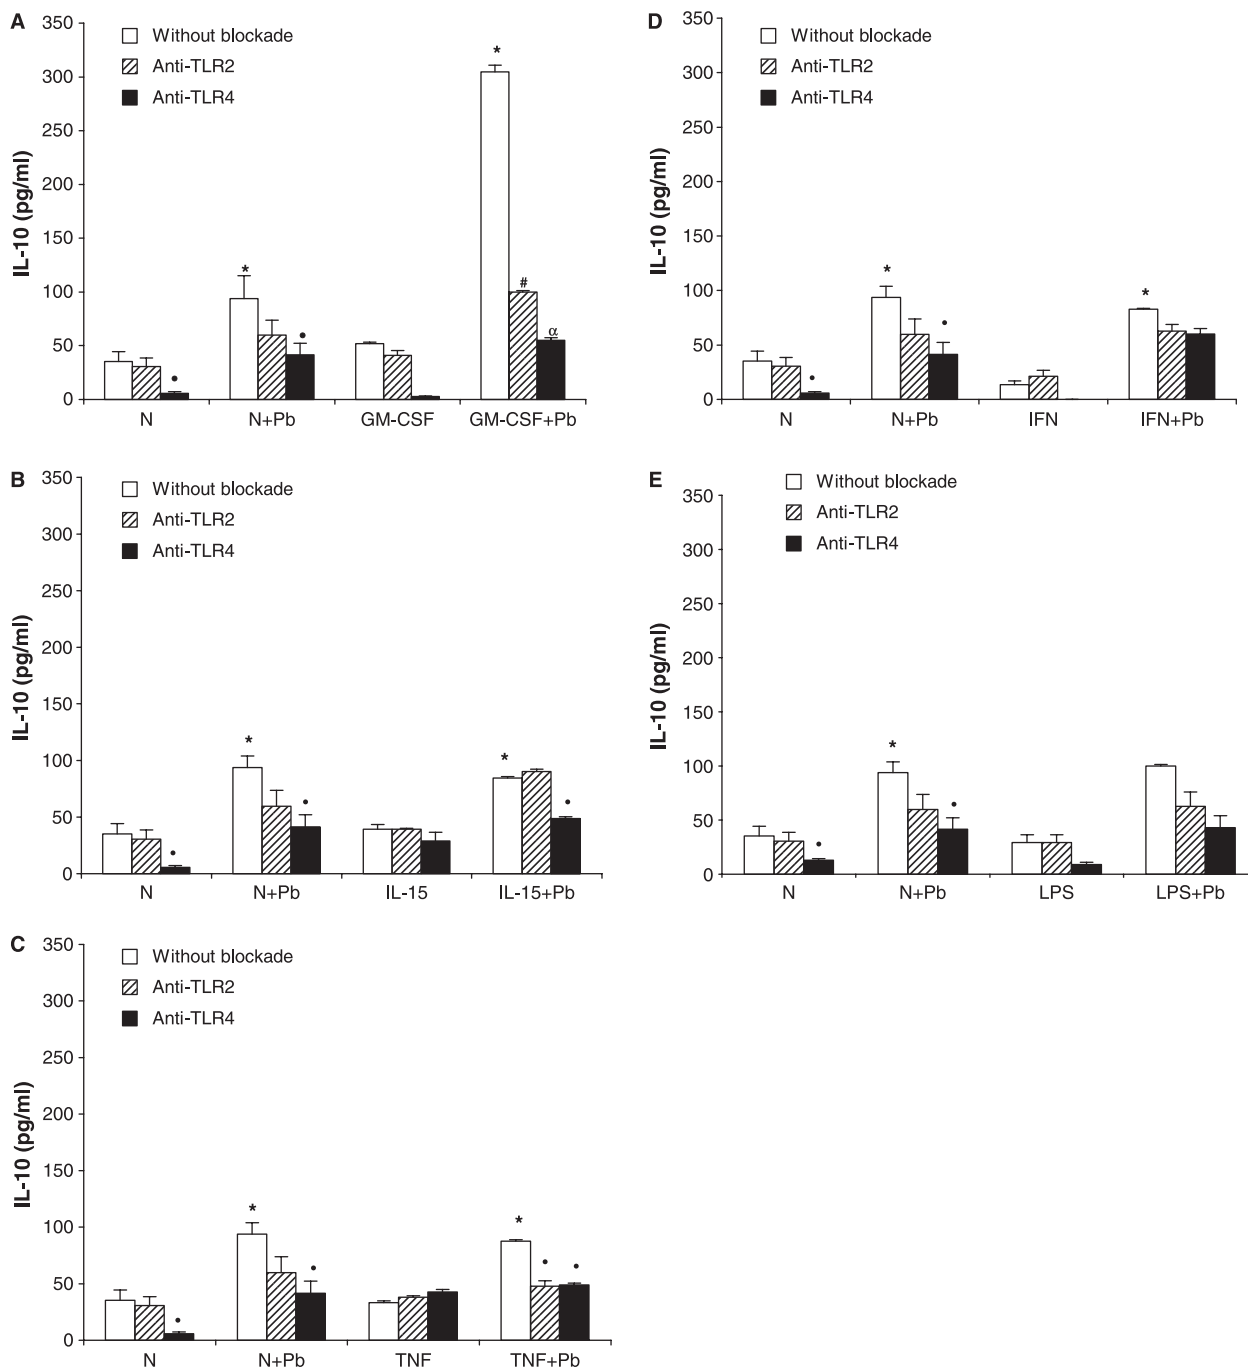 A
Without blockade
Anti-TLR2
Anti-TLR4
IL-10 (pg/ml)
350
300
250
200
150
100
50
0
*
*
#
α
•
•
N N+Pb GM-CSF GM-CSF+Pb
B
Without blockade
Anti-TLR2
Anti-TLR4
IL-10 (pg/ml)
350
300
250
200
150
100
50
0
*
*
•
•
•
N N+Pb IL-15 IL-15+Pb
C
Without blockade
Anti-TLR2
Anti-TLR4
IL-10 (pg/ml)
350
300
250
200
150
100
50
0
*
*
•
•
•
•
N N+Pb TNF TNF+Pb
D
Without blockade
Anti-TLR2
Anti-TLR4
IL-10 (pg/ml)
350
300
250
200
150
100
50
0
*
*
•
•
N N+Pb IFN IFN+Pb
E
Without blockade
Anti-TLR2
Anti-TLR4
IL-10 (pg/ml)
350
300
250
200
150
100
50
0
*
•
•
N N+Pb LPS LPS+Pb